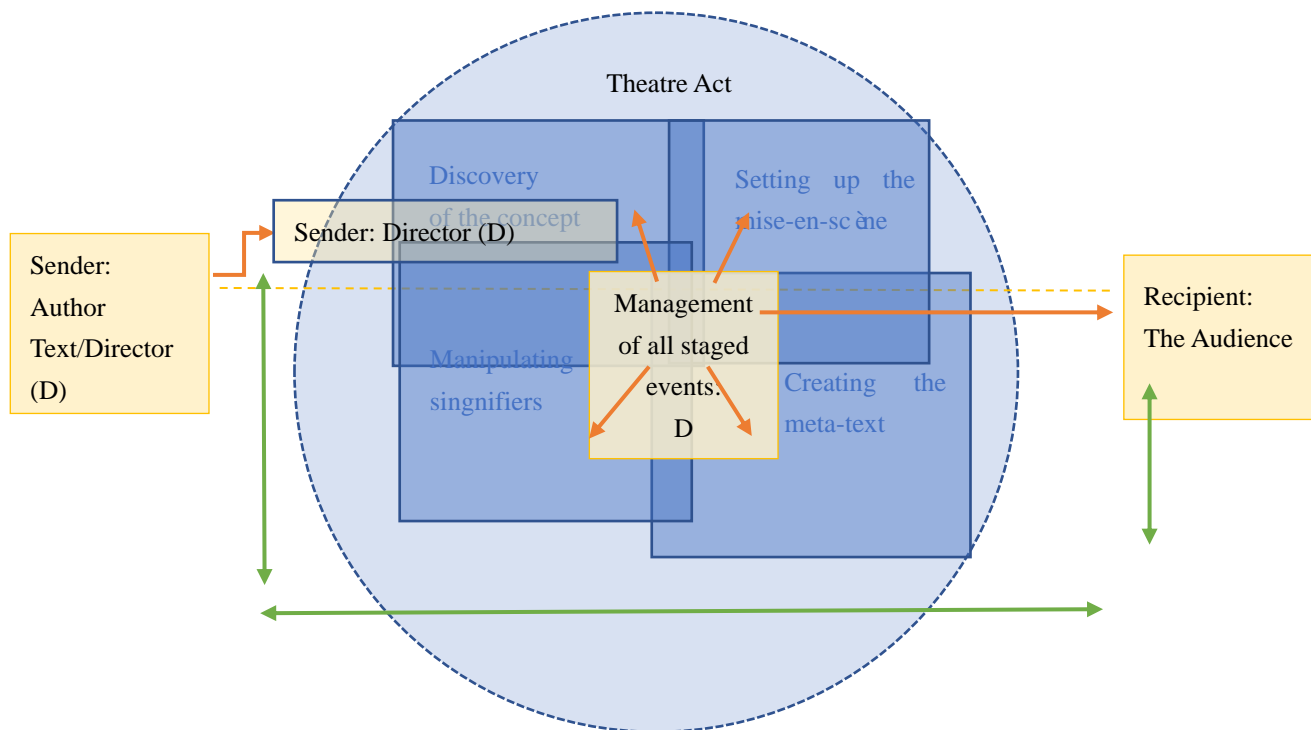 Theatre Act
Discovery
of the concept
Setting up the
mise-en-scène
Sender: Director (D)
Sender:
Author
Text/Director
(D)
Management
of all staged
events.
D
Recipient:
The Audience
Manipulating
singnifiers
Creating the
meta-text